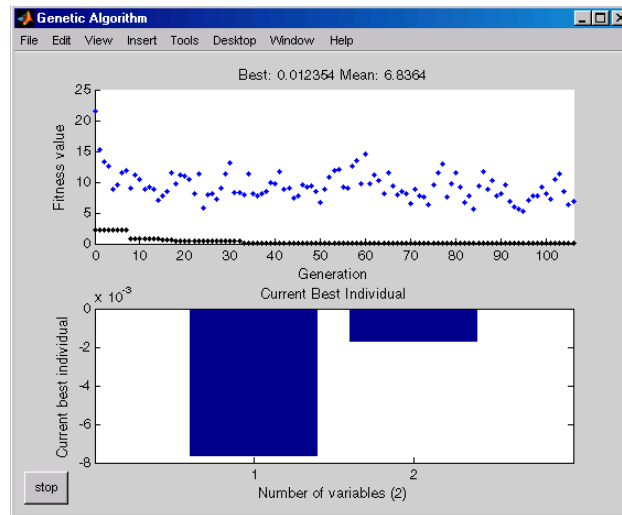 Genetic Algorithm
File Edit View Insert Tools Desktop Window Help
Best: 0.012354 Mean: 6.8364
25
20
15
10
5
0
Fitness value
0 10 20 30 40 50 60 70 80 90 100
Generation
x 10-3
Current Best Individual
0
-2
-4
-6
-8
Current best individual
1 2
Number of variables (2)
stop